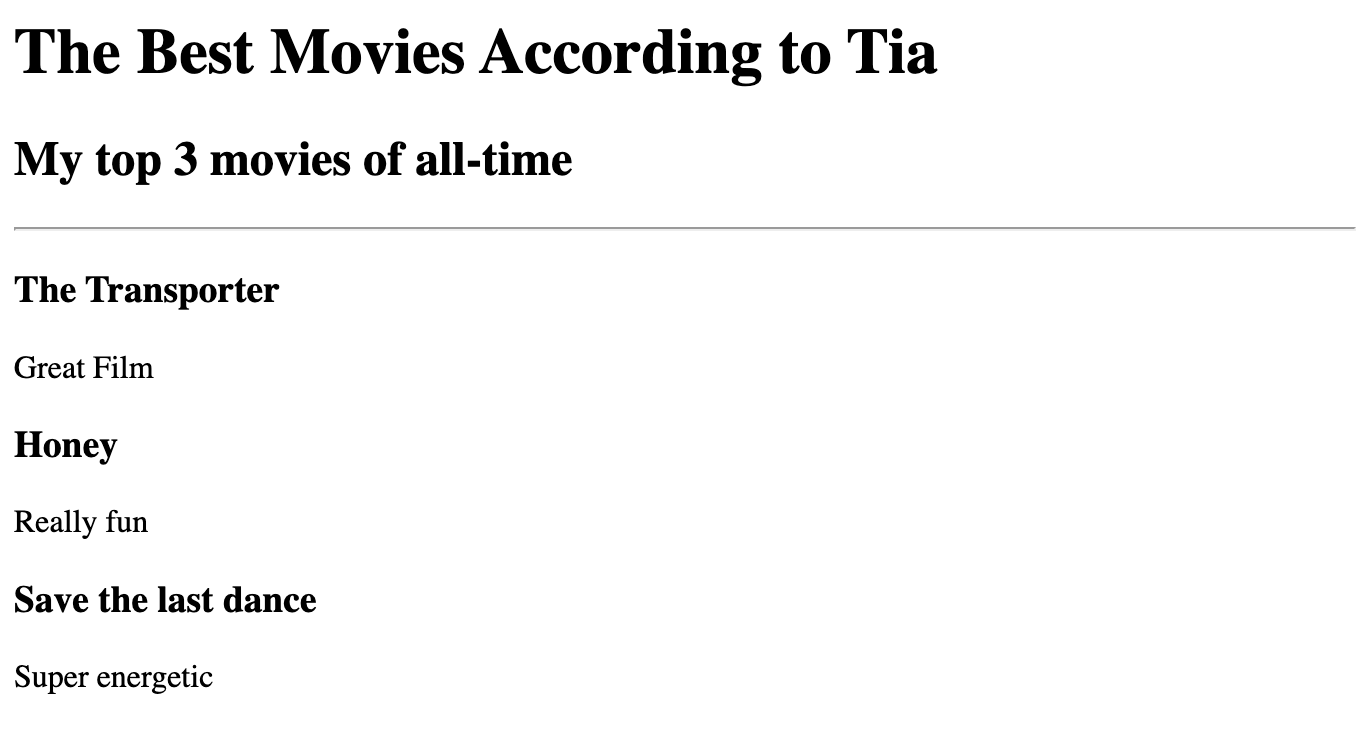 The Best Movies According to Tia
My top 3 movies of all-time
The Transporter
Great Film
Honey
Really fun
Save the last dance
Super energetic